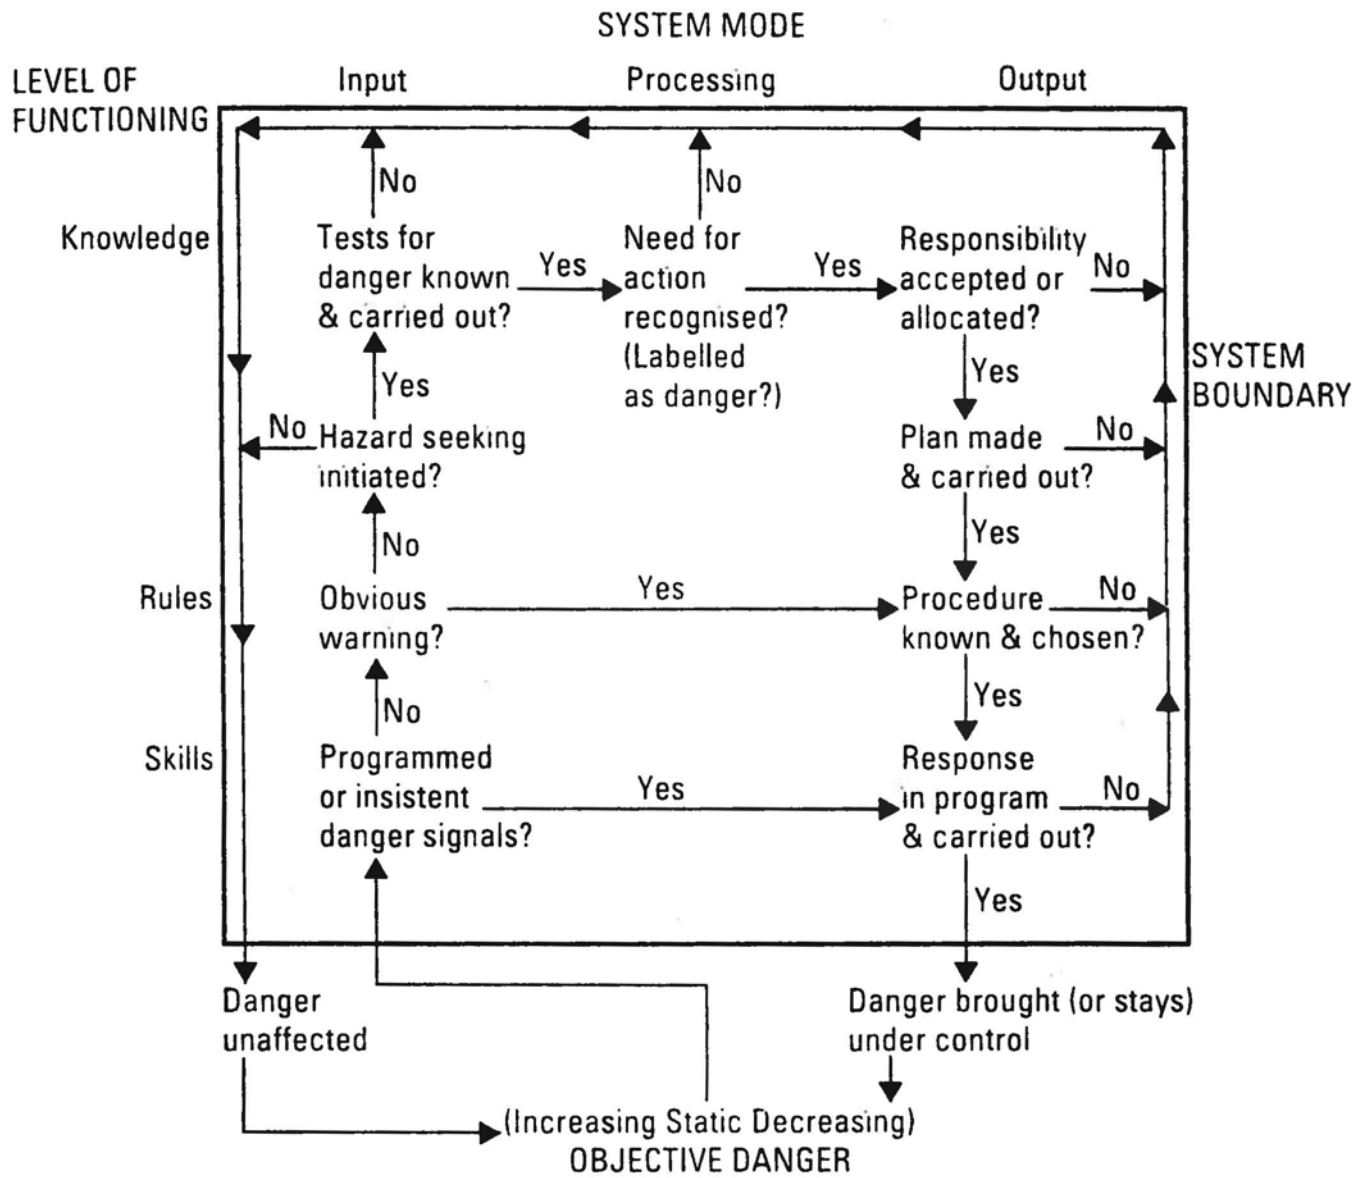 SYSTEM MODE
LEVEL OF
FUNCTIONING
Input
Processing
Output
No
No
Knowledge
Tests for
danger known
& carried out?
Yes
Need for
action
recognised?
(Labelled
as danger?)
Yes
Responsibility
accepted or
allocated?
No
SYSTEM
BOUNDARY
Yes
Yes
No
Hazard seeking
initiated?
Plan made
& carried out?
No
No
Yes
Rules
Obvious
warning?
Yes
Procedure
known & chosen?
No
No
Yes
Skills
Programmed
or insistent
danger signals?
Yes
Response
in program
& carried out?
No
Yes
Danger
unaffected
Danger brought (or stays)
under control
(Increasing Static Decreasing)
OBJECTIVE DANGER